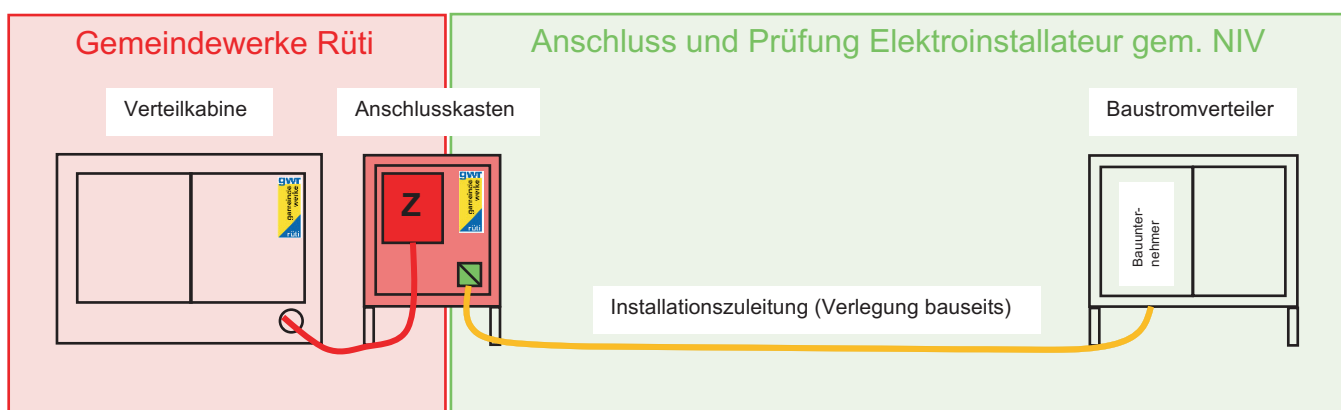 Gemeindewerke Rüti
Anschluss und Prüfung Elektroinstallateur gem. NIV
Verteilkabine
Anschlusskasten
Baustromverteiler
gwr
gemeinde
werke
rüti
Z
gwr
gemeinde
werke
rüti
Bauunter-
nehmer
Installationszuleitung (Verlegung bauseits)